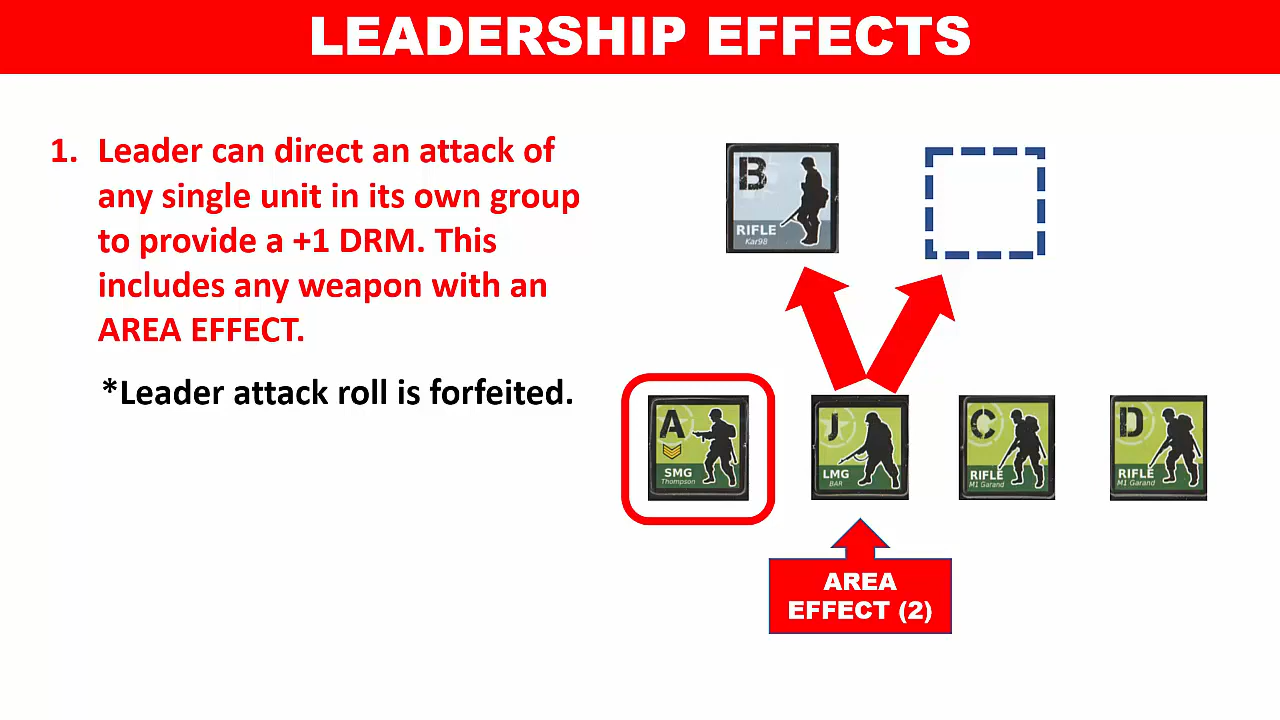 LEADERSHIP EFFECTS
1. Leader can direct an attack of
any single unit in its own group
to provide a +1 DRM. This
includes any weapon with an
AREA EFFECT.
*Leader attack roll is forfeited.
B
RIFLE
Kar98
A
SMG
Thompson
J
LMG
BAR
C
RIFLE
M1 Garand
D
RIFLE
M1 Garand
AREA
EFFECT (2)